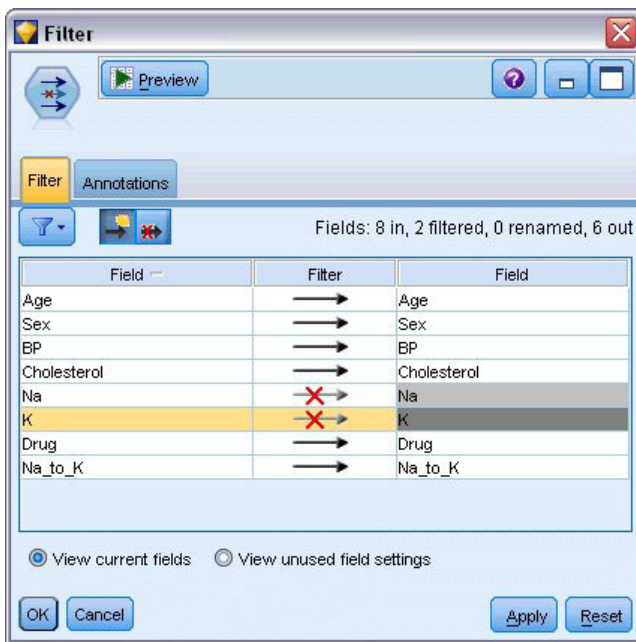 Filter
Preview
Filter Annotations
Fields: 8 in, 2 filtered, 0 renamed, 6 out
Field Filter Field
Age Age
Sex Sex
BP BP
Cholesterol Cholesterol
Na Na
K K
Drug Drug
Na_to_K Na_to_K
View current fields View unused field settings
OK Cancel Apply Reset